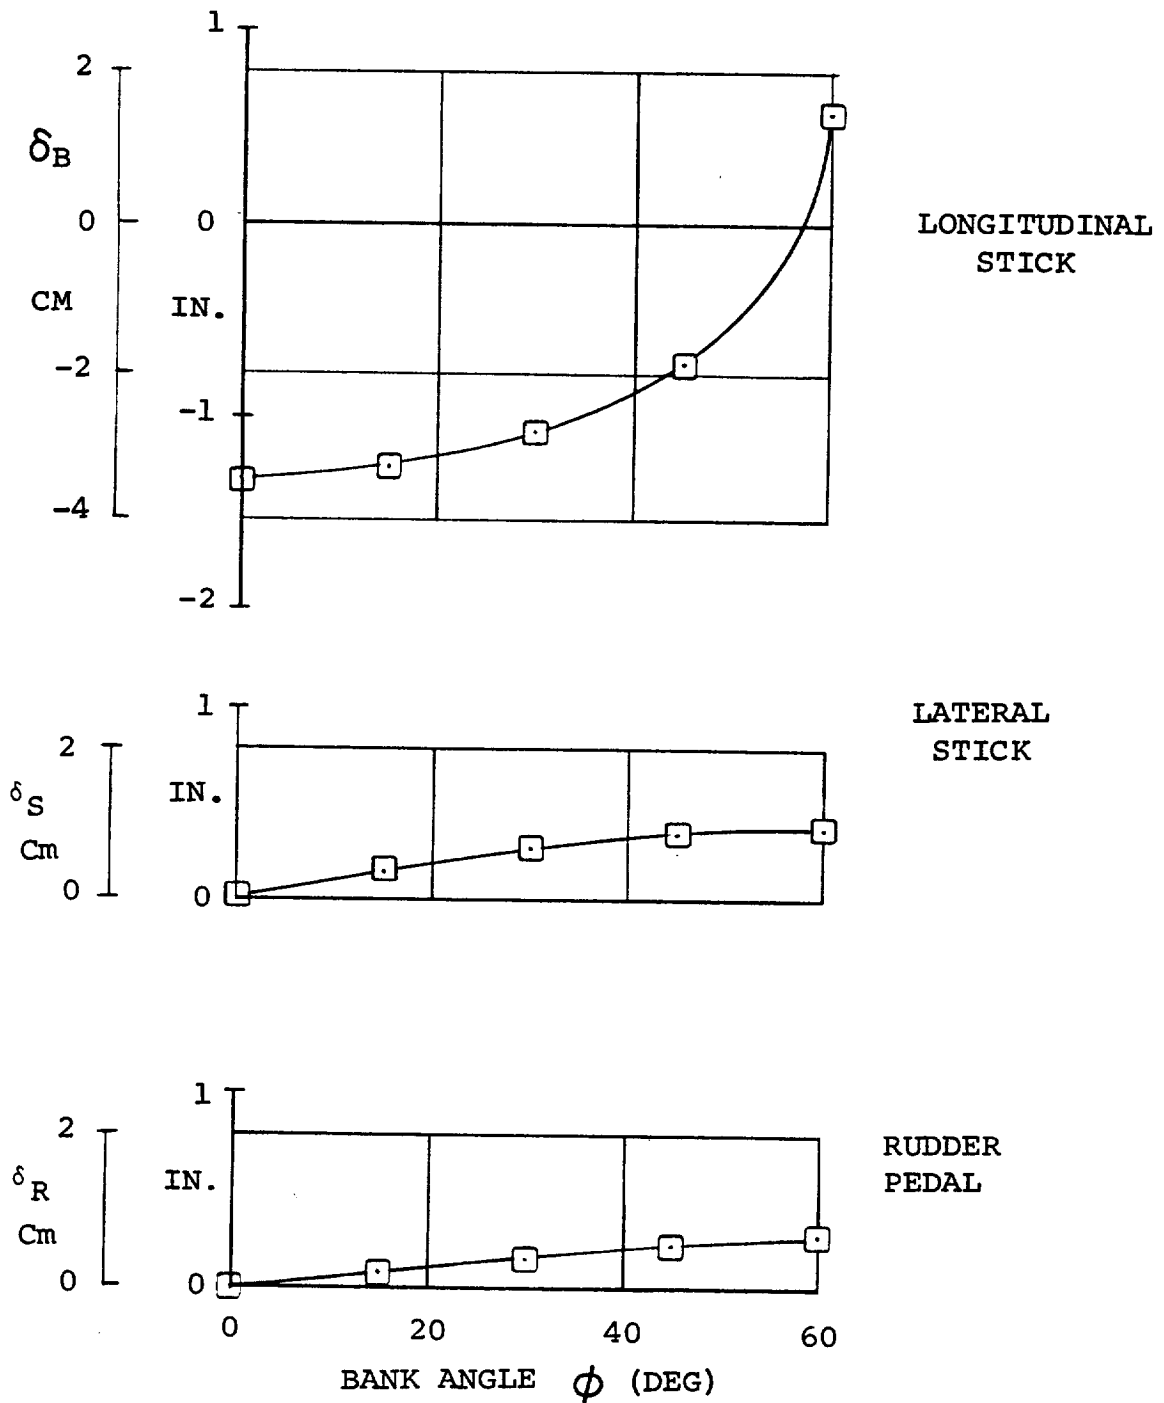 1
2
δB
0
0
LONGITUDINAL
STICK
CM
IN.
-2
-1
-4
-2
1
LATERAL
STICK
2
IN.
δS
Cm
0
0
1
2
RUDDER
PEDAL
IN.
δR
Cm
0
0
0
20
40
60
BANK ANGLE ϕ (DEG)